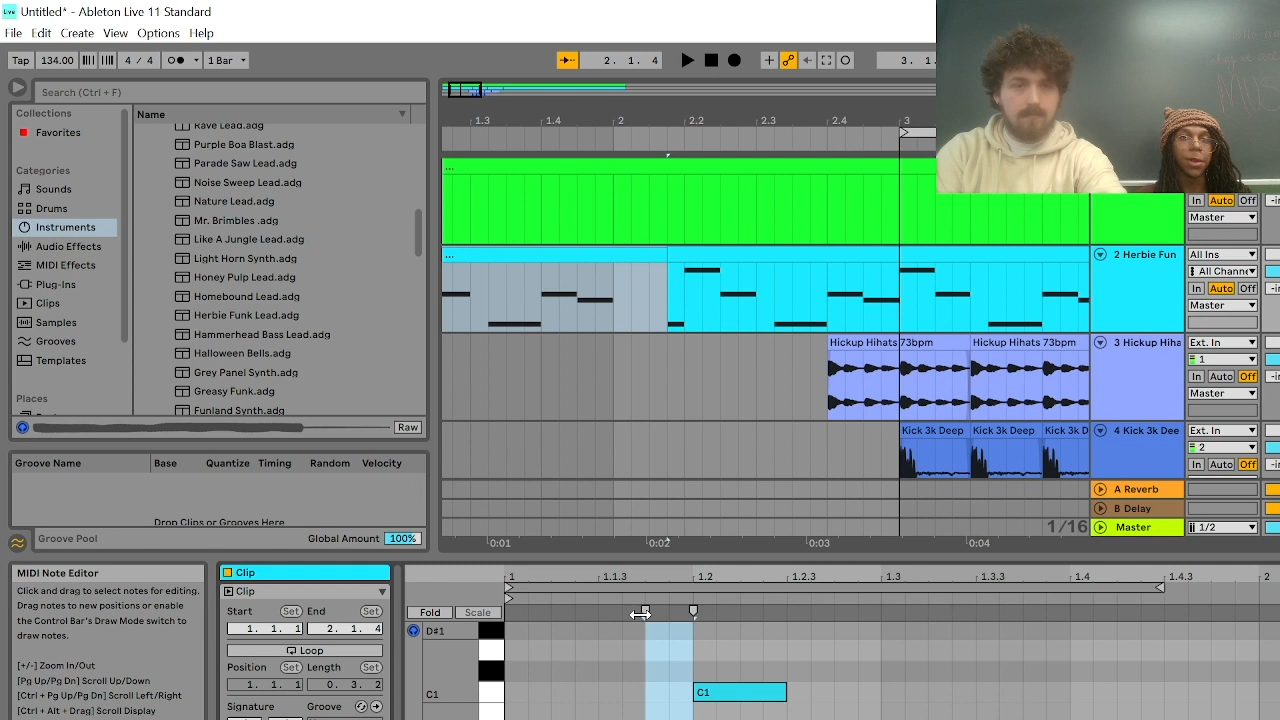 Live Untitled* - Ableton Live 11 Standard
File Edit Create View Options Help
Tap 134.00 4 / 4 1 Bar 2. 1. 4 3. 1.
Search (Ctrl + F)
Collections
Favorites
Categories
Sounds
Drums
Instruments
Audio Effects
MIDI Effects
Plug-Ins
Clips
Samples
Grooves
Templates
Places
Name
Rave Lead.adg
Purple Boa Blast.adg
Parade Saw Lead.adg
Noise Sweep Lead.adg
Nature Lead.adg
Mr. Brimbles .adg
Like A Jungle Lead.adg
Light Horn Synth.adg
Honey Pulp Lead.adg
Homebound Lead.adg
Herbie Funk Lead.adg
Hammerhead Bass Lead.adg
Halloween Bells.adg
Grey Panel Synth.adg
Greasy Funk.adg
Funland Synth.adg
Raw
Groove Name Base Quantize Timing Random Velocity
Drop Clips or Grooves Here
Groove Pool Global Amount 100%
1.3 1.4 2 2.2 2.3 2.4 3
...
...
Hickup Hihats 73bpm Hickup Hihats 73bpm
Kick 3k Deep Kick 3k Deep Kick 3k D
1/16
0:01 0:02 0:03 0:04
In Auto Off
Master
2 Herbie Fun All Ins
All Channe
In Auto Off
Master
3 Hickup Hiha Ext. In
1
In Auto Off
Master
4 Kick 3k Dee Ext. In
2
In Auto Off
A Reverb
B Delay
Master 1/2
MUS
MIDI Note Editor
Click and drag to select notes for editing.
Drag notes to new positions or enable
the Control Bar's Draw Mode switch to
draw notes.
[+/-] Zoom In/Out
[Pg Up/Pg Dn] Scroll Up/Down
[Ctrl + Pg Up/Pg Dn] Scroll Left/Right
[Ctrl + Alt + Drag] Scroll Display
Clip
Clip
Start Set End Set
1. 1. 1 2. 1. 4
Loop
Position Set Length Set
1. 1. 1 0. 3. 2
Signature Groove
1 1.1.3 1.2 1.2.3 1.3 1.3.3 1.4 1.4.3 2
Fold Scale
D#1
C1
C1